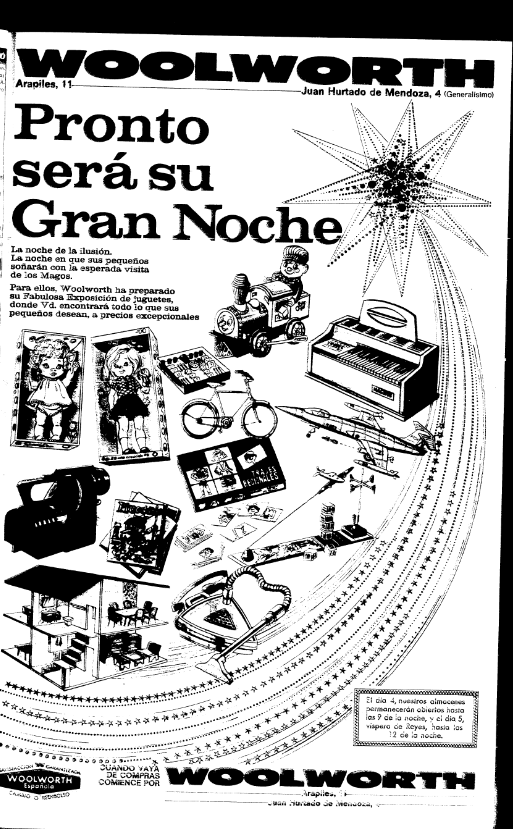 WOOLWORTH
Arapiles, 11
Juan Hurtado de Mendoza, 4 (Generalísimo)
Pronto
será su
Gran Noche
La noche de la ilusión.
La noche en que sus pequeños
soñarán con la esperada visita
de los Magos.
Para ellos, Woolworth ha preparado
su Fabulosa Exposición de juguetes,
donde Vd. encontrará todo lo que sus
pequeños desean, a precios excepcionales
El día 4, nuestros almacenes
permanecerán abiertos hasta
las 9 de la noche, y el día 5,
víspera de Reyes, hasta las
12 de la noche.
WOOLWORTH
Española
CUANDO VAYA
DE COMPRAS
COMIENCE POR
WOOLWORTH
Arapiles, 11
Juan Hurtado de Mendoza,